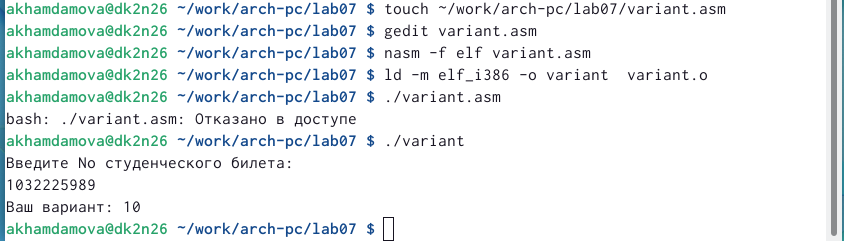 akhamdamova@dk2n26 ~/work/arch-pc/lab07 $ touch ~/work/arch-pc/lab07/variant.asm
akhamdamova@dk2n26 ~/work/arch-pc/lab07 $ gedit variant.asm
akhamdamova@dk2n26 ~/work/arch-pc/lab07 $ nasm -f elf variant.asm
akhamdamova@dk2n26 ~/work/arch-pc/lab07 $ ld -m elf_i386 -o variant  variant.o
akhamdamova@dk2n26 ~/work/arch-pc/lab07 $ ./variant.asm
bash: ./variant.asm: Отказано в доступе
akhamdamova@dk2n26 ~/work/arch-pc/lab07 $ ./variant
Введите No студенческого билета:
1032225989
Ваш вариант: 10
akhamdamova@dk2n26 ~/work/arch-pc/lab07 $